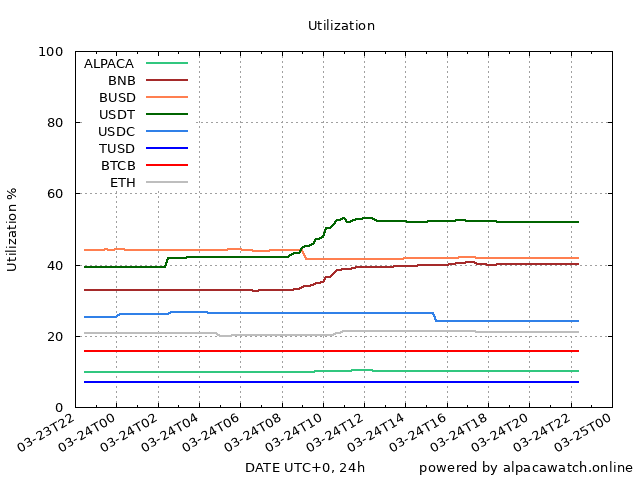 Utilization
100
80
60
40
20
0
Utilization %
ALPACA
BNB
BUSD
USDT
USDC
TUSD
BTCB
ETH
03-23T22
03-24T00
03-24T02
03-24T04
03-24T06
03-24T08
03-24T10
03-24T12
03-24T14
03-24T16
03-24T18
03-24T20
03-24T22
03-25T00
DATE UTC+0, 24h
powered by alpacawatch.online